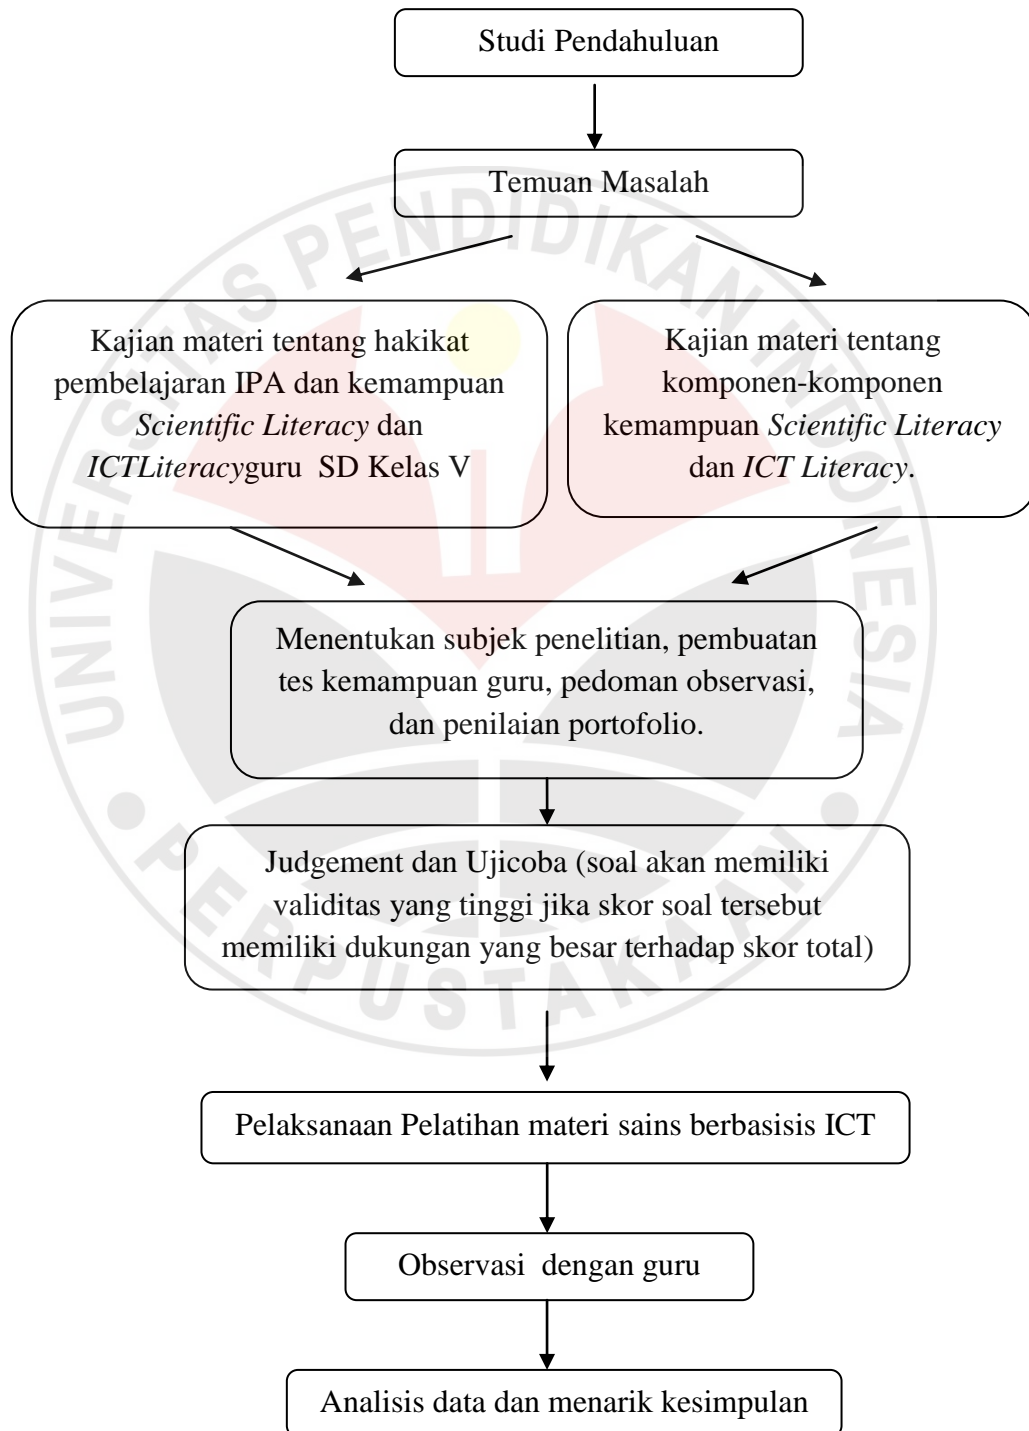 Studi Pendahuluan
Temuan Masalah
Kajian materi tentang hakikat
pembelajaran IPA dan kemampuan
Scientific Literacy dan
ICTLiteracyguru  SD Kelas V
Kajian materi tentang
komponen-komponen
kemampuan Scientific Literacy
dan ICT Literacy.
Menentukan subjek penelitian, pembuatan
tes kemampuan guru, pedoman observasi,
dan penilaian portofolio.
Judgement dan Ujicoba (soal akan memiliki
validitas yang tinggi jika skor soal tersebut
memiliki dukungan yang besar terhadap skor total)
Pelaksanaan Pelatihan materi sains berbasisis ICT
Observasi  dengan guru
Analisis data dan menarik kesimpulan
UNIVERSITAS PENDIDIKAN INDONESIA
PERPUSTAKAAN